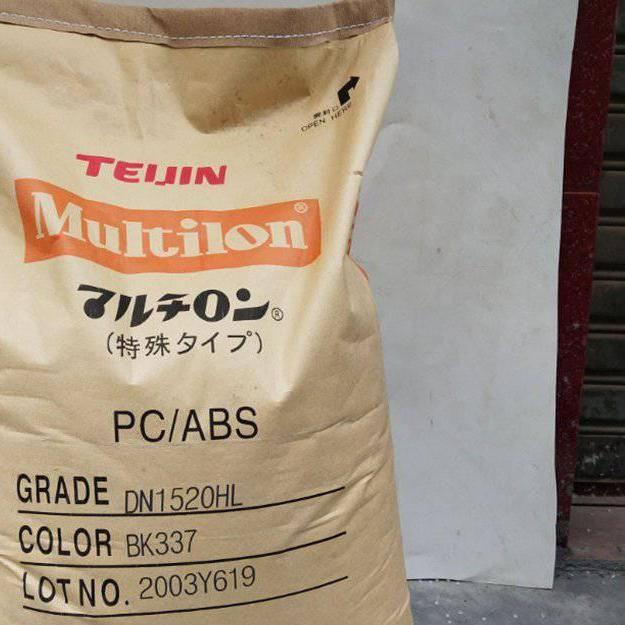 OPEN HERE
TEIJIN
Multilon®
マルチロン®
(特殊タイプ)
PC/ABS
GRADE DN1520HL
COLOR BK337
LOT NO. 2003Y619